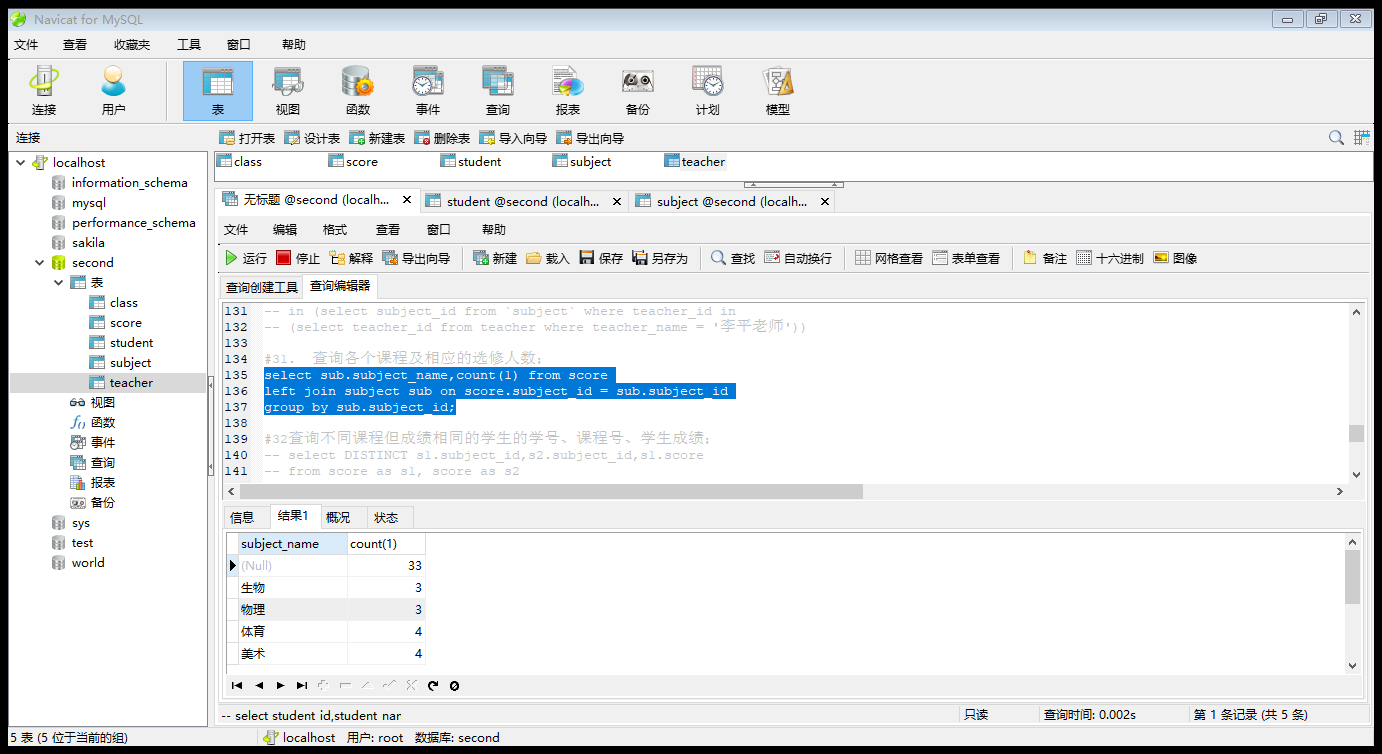 Navicat for MySQL
文件 查看 收藏夹 工具 窗口 帮助
连接 用户 表 视图 函数 事件 查询 报表 备份 计划 模型
连接 打开表 设计表 新建表 删除表 导入向导 导出向导
class score student subject teacher
localhost
information_schema
mysql
performance_schema
sakila
second
表
class
score
student
subject
teacher
视图
函数
事件
查询
报表
备份
sys
test
world
无标题 @second (localh... student @second (localh... subject @second (localh...
文件 编辑 格式 查看 窗口 帮助
运行 停止 解释 导出向导 新建 载入 保存 另存为 查找 自动换行 网格查看 表单查看 备注 十六进制 图像
查询创建工具 查询编辑器
131 -- in (select subject_id from `subject` where teacher_id in
132 -- (select teacher_id from teacher where teacher_name = '李平老师'))
133
134 #31. 查询各个课程及相应的选修人数;
135 select sub.subject_name,count(1) from score
136 left join subject sub on score.subject_id = sub.subject_id
137 group by sub.subject_id;
138
139 #32查询不同课程但成绩相同的学生的学号、课程号、学生成绩;
140 -- select DISTINCT s1.subject_id,s2.subject_id,s1.score
141 -- from score as s1, score as s2
信息 结果1 概况 状态
subject_name count(1)
(Null) 33
生物 3
物理 3
体育 4
美术 4
-- select student id,student nar 只读 查询时间: 0.002s 第 1 条记录 (共 5 条)
5 表 (5 位于当前的组) localhost 用户: root 数据库: second